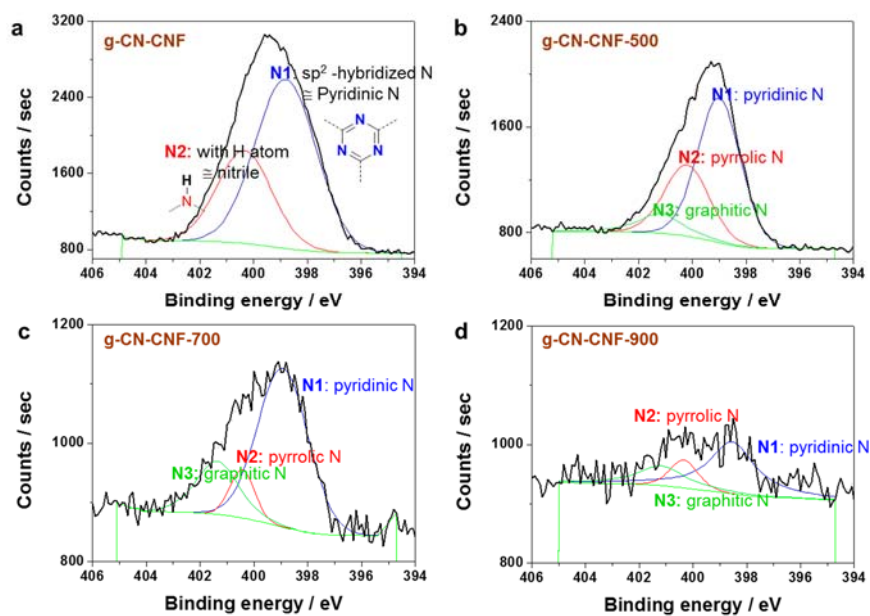 a
g-CN-CNF
3200
2400
1600
800
Counts / sec
N1: sp² -hybridized N
≅ Pyridinic N
N
N
N
N2: with H atom
≅ nitrile
H
N
406 404 402 400 398 396 394
Binding energy / eV
b
g-CN-CNF-500
2400
1600
800
Counts / sec
N1: pyridinic N
N2: pyrrolic N
N3: graphitic N
406 404 402 400 398 396 394
Binding energy / eV
c
g-CN-CNF-700
1200
1000
800
Counts / sec
N1: pyridinic N
N2: pyrrolic N
N3: graphitic N
406 404 402 400 398 396 394
Binding energy / eV
d
g-CN-CNF-900
1200
1000
800
Counts / sec
N2: pyrrolic N
N1: pyridinic N
N3: graphitic N
406 404 402 400 398 396 394
Binding energy / eV